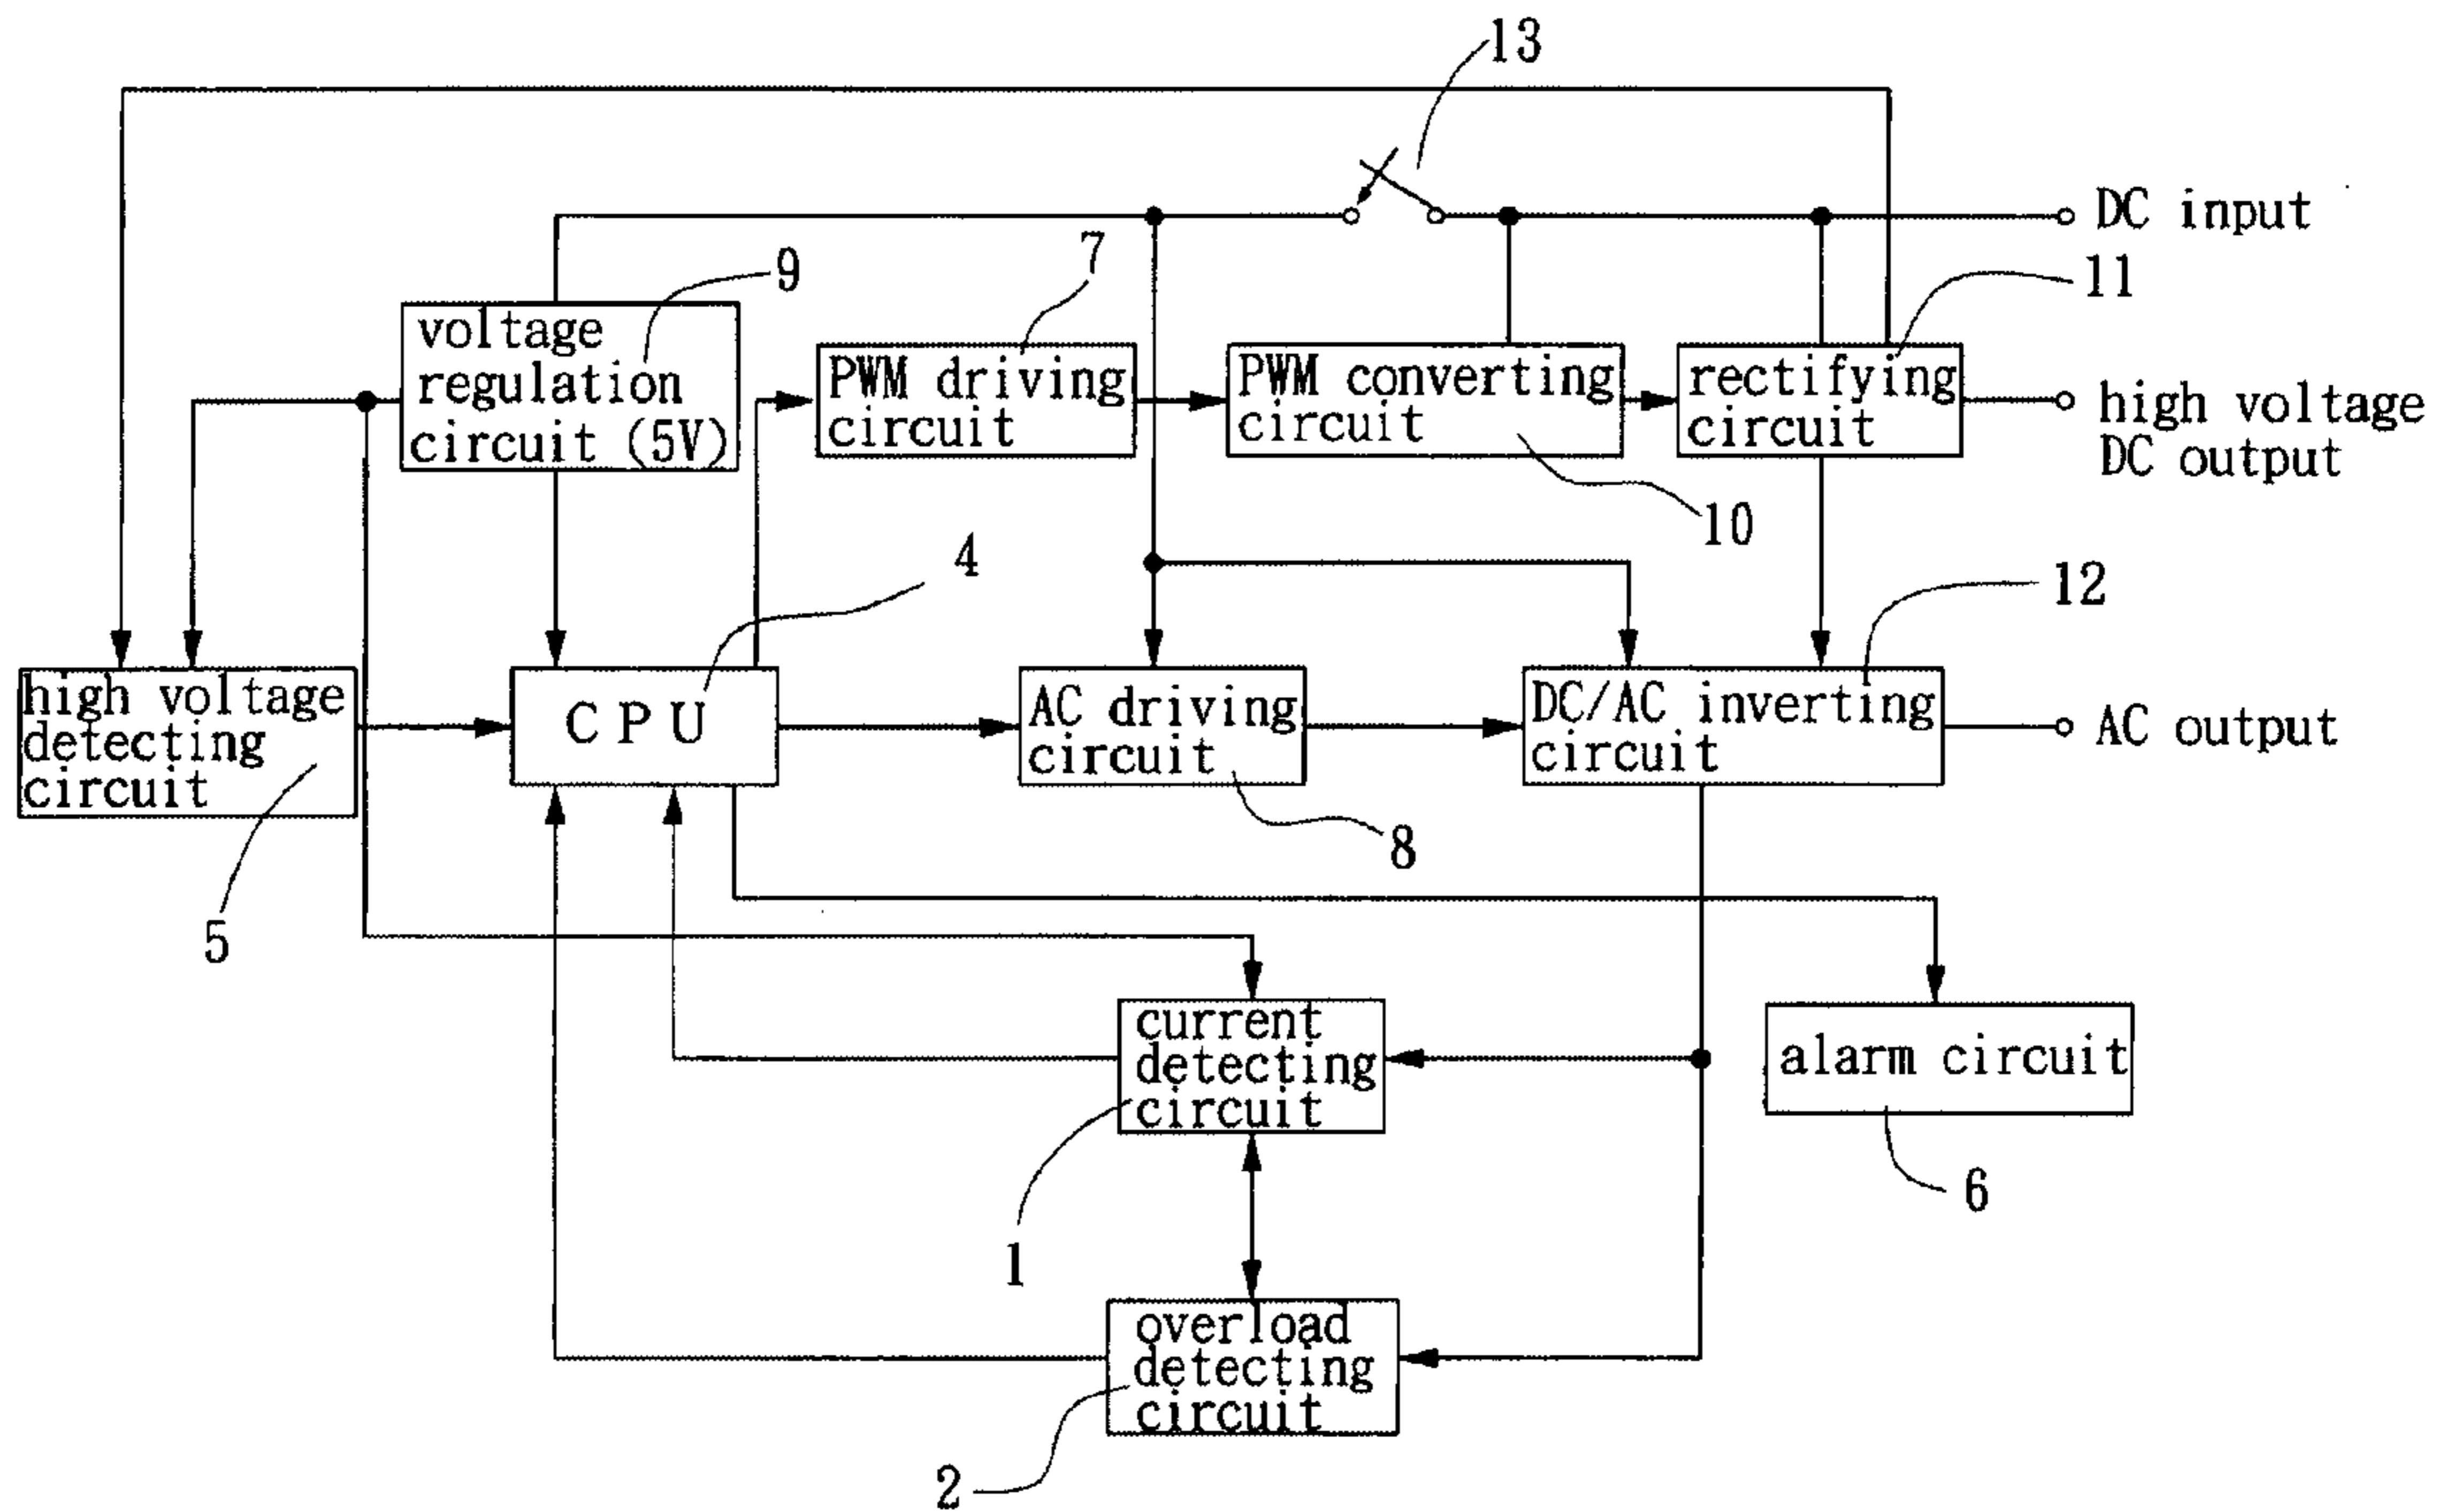 13
DC input
7
9
11
voltage
regulation
circuit (5V)
PWM driving
circuit
PWM converting
circuit
rectifying
circuit
high voltage
DC output
10
4
12
high voltage
detecting
circuit
CPU
AC driving
circuit
DC/AC inverting
circuit
AC output
8
5
current
detecting
circuit
alarm circuit
6
1
overload
detecting
circuit
2